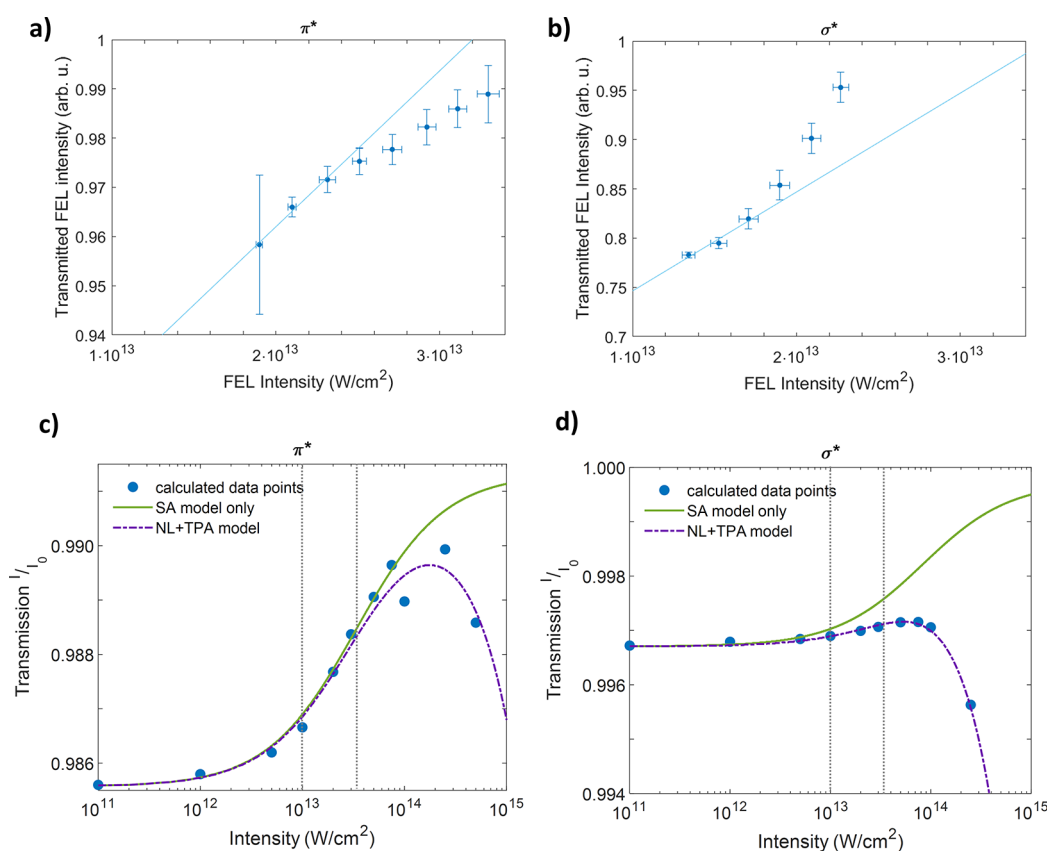 a)
π*
Transmitted FEL intensity (arb. u.)
1
0.99
0.98
0.97
0.96
0.95
0.94
1·10¹³
2·10¹³
3·10¹³
FEL Intensity (W/cm²)
b)
σ*
Transmitted FEL Intensity (arb. u.)
1
0.95
0.9
0.85
0.8
0.75
0.7
1·10¹³
2·10¹³
3·10¹³
FEL Intensity (W/cm²)
c)
π*
calculated data points
SA model only
NL+TPA model
Transmission I/I₀
0.990
0.988
0.986
10¹¹
10¹²
10¹³
10¹⁴
10¹⁵
Intensity (W/cm²)
d)
σ*
calculated data points
SA model only
NL+TPA model
Transmission I/I₀
1.000
0.998
0.996
0.994
10¹¹
10¹²
10¹³
10¹⁴
10¹⁵
Intensity (W/cm²)